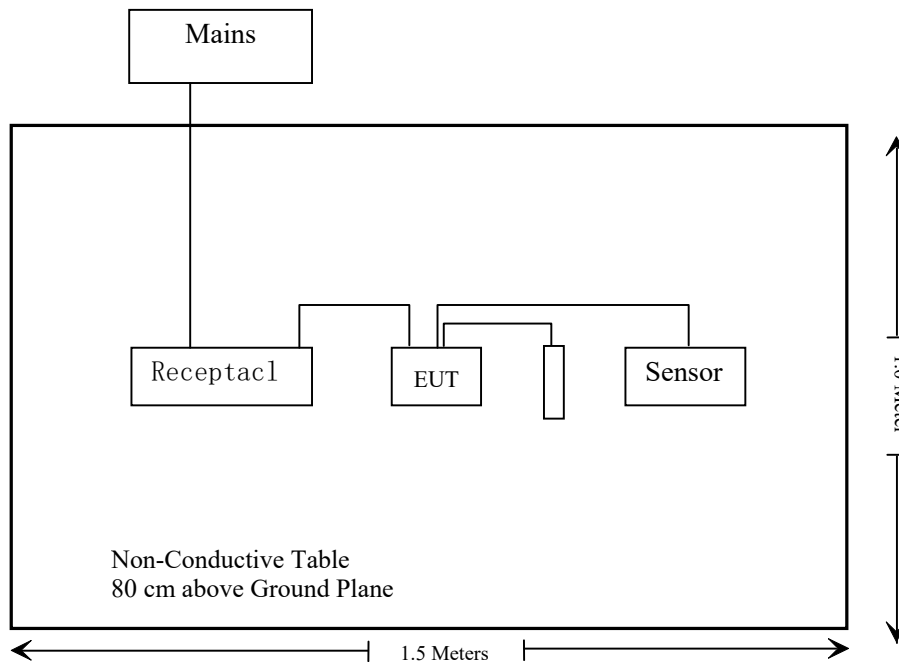 Mains
Receptacl
EUT
Sensor
Non-Conductive Table
80 cm above Ground Plane
1.5 Meters